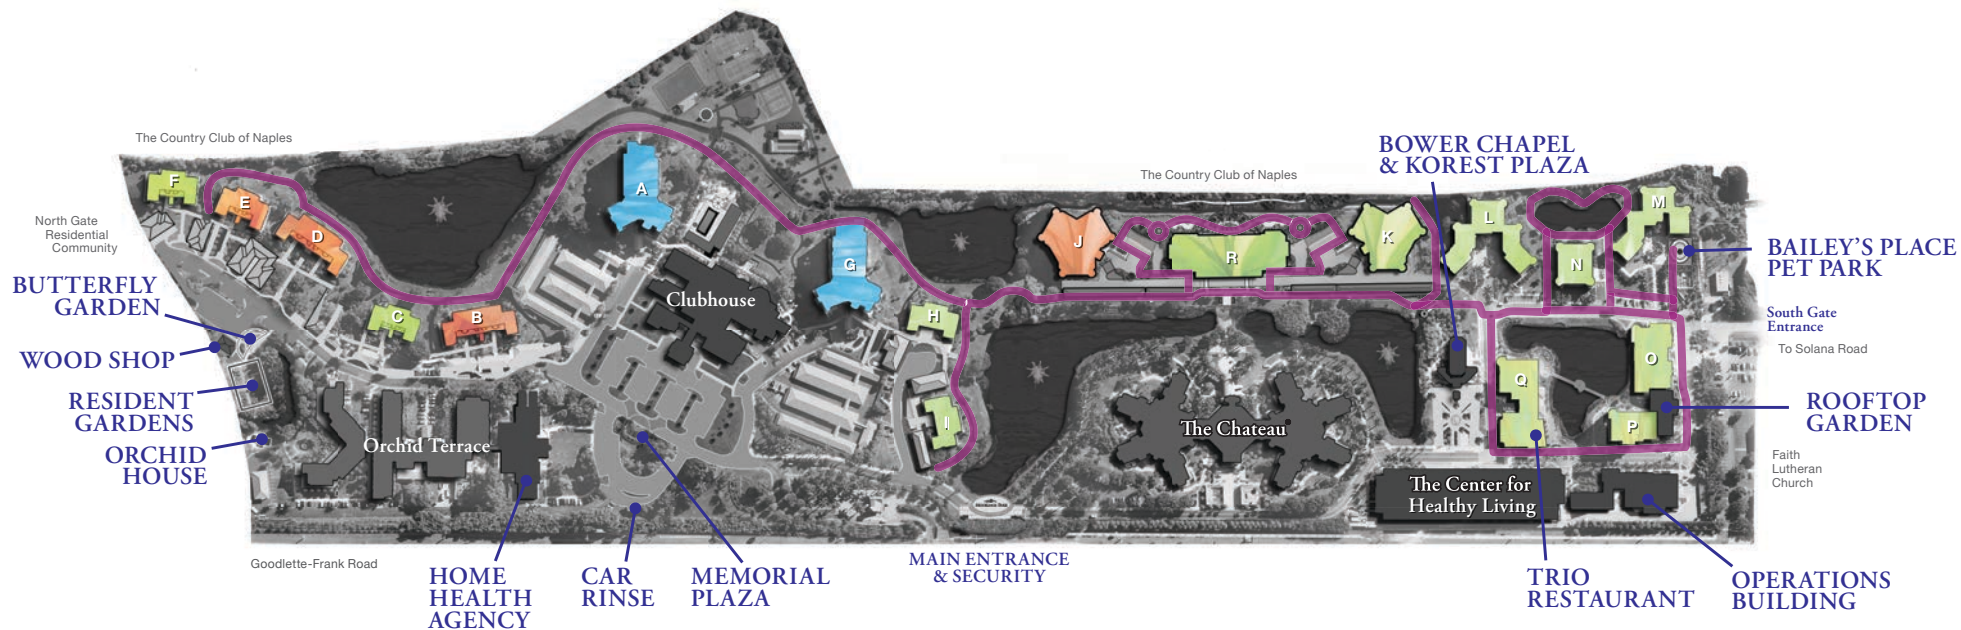 The Country Club of Naples
North Gate
Residential
Community
BUTTERFLY
GARDEN
WOOD SHOP
RESIDENT
GARDENS
ORCHID
HOUSE
F
E
D
C
B
A
G
H
I
Clubhouse
Orchid Terrace
Goodlette-Frank Road
HOME
HEALTH
AGENCY
CAR
RINSE
MEMORIAL
PLAZA
MAIN ENTRANCE
& SECURITY
The Country Club of Naples
BOWER CHAPEL
& KOREST PLAZA
J
R
K
L
N
M
O
P
Q
The Chateau
The Center for
Healthy Living
BAILEY'S PLACE
PET PARK
South Gate
Entrance
To Solana Road
ROOFTOP
GARDEN
Faith
Lutheran
Church
TRIO
RESTAURANT
OPERATIONS
BUILDING